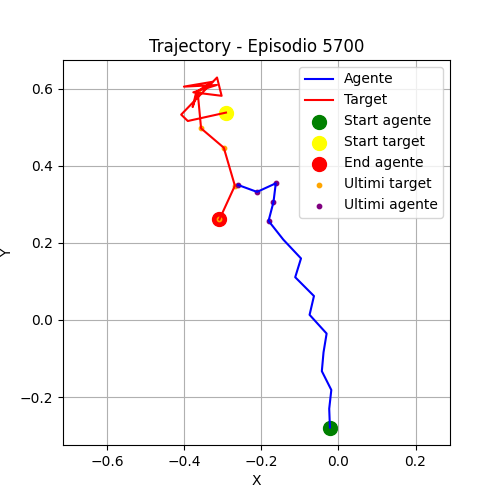 Trajectory - Episodio 5700
Agente
Target
Start agente
Start target
End agente
Ultimi target
Ultimi agente
Y
0.6
0.4
0.2
0.0
−0.2
−0.6
−0.4
−0.2
0.0
0.2
X